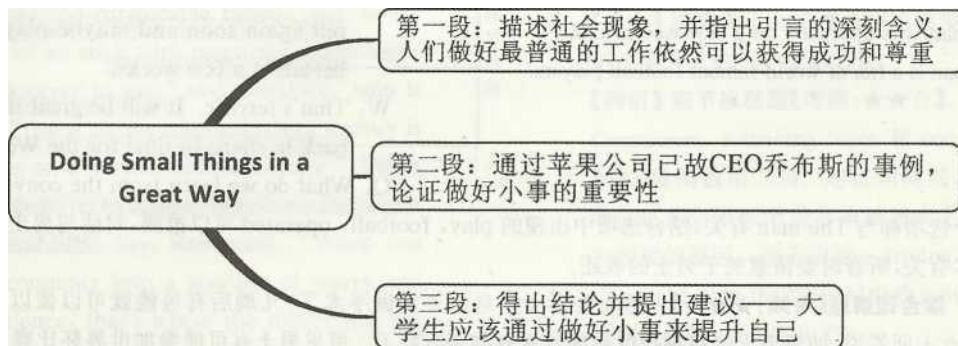 第一段：描述社会现象，并指出引言的深刻含义
人们做好最普通的工作依然可以获得成功和尊重
Doing Small Things in a
Great Way
第二段：通过苹果公司已故CEO乔布斯的事例，
论证做好小事的重要性
第三段：得出结论并提出建议——大
学生应该通过做好小事来提升自己